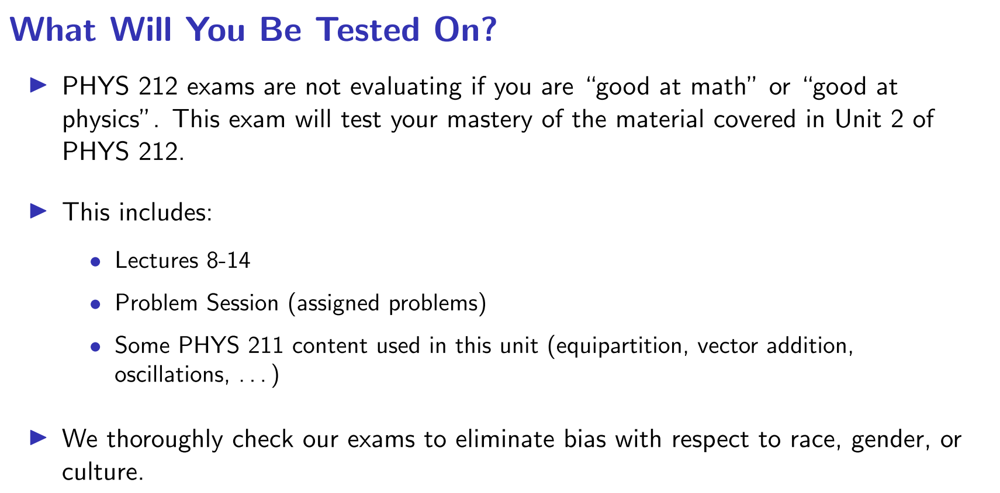 What Will You Be Tested On?
▶ PHYS 212 exams are not evaluating if you are “good at math” or “good at
physics”. This exam will test your mastery of the material covered in Unit 2 of
PHYS 212.
▶ This includes:
• Lectures 8-14
• Problem Session (assigned problems)
• Some PHYS 211 content used in this unit (equipartition, vector addition,
oscillations, . . . )
▶ We thoroughly check our exams to eliminate bias with respect to race, gender, or
culture.